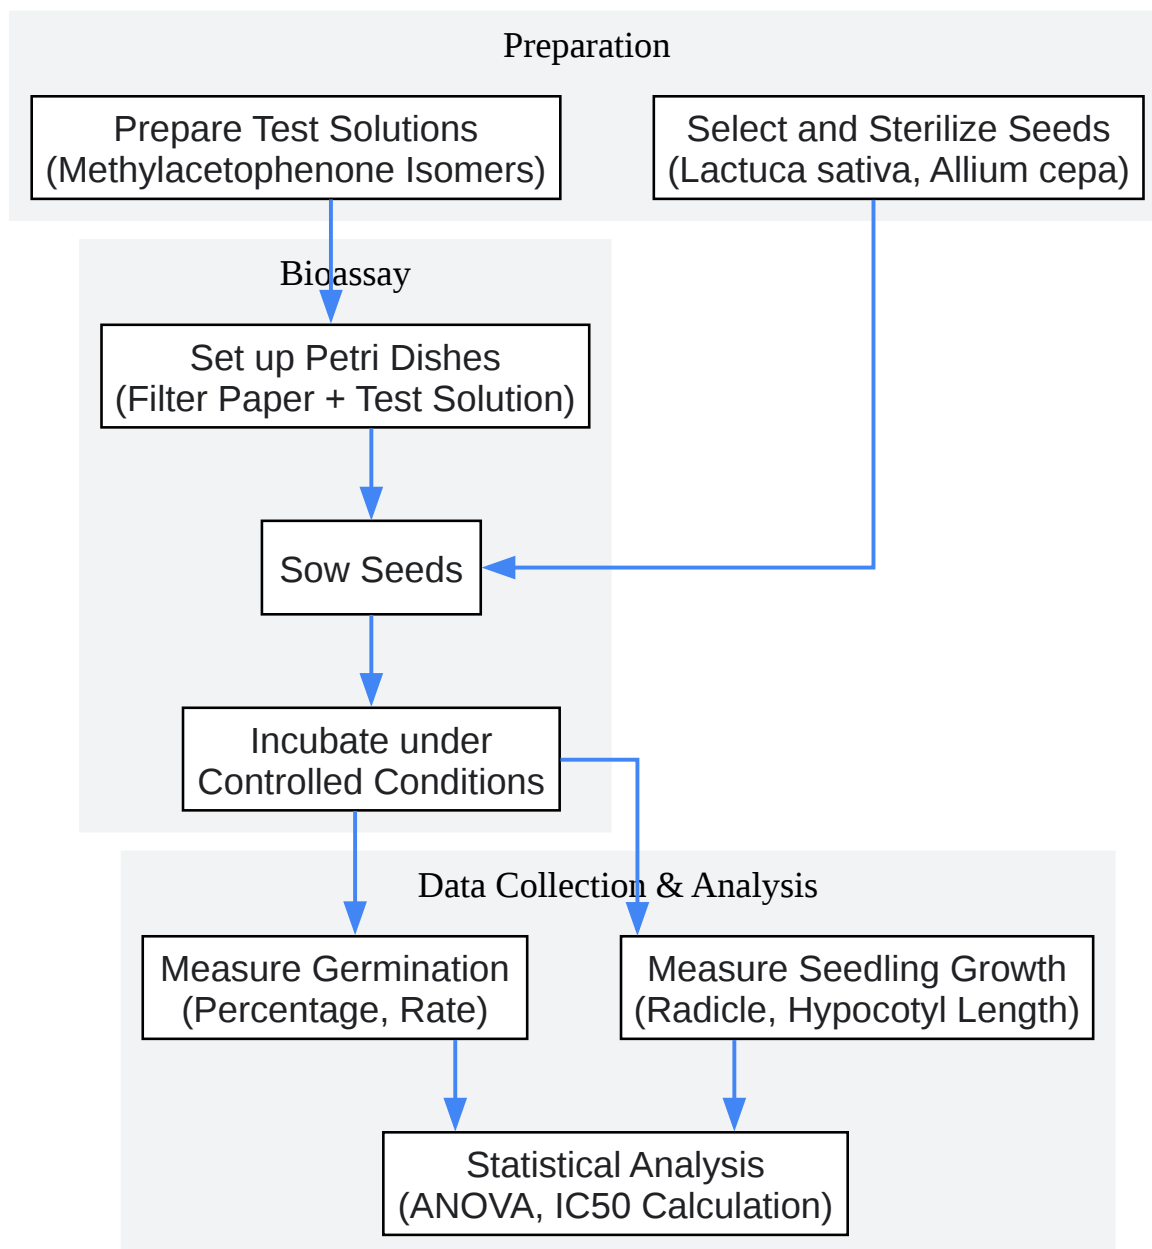 Preparation
Prepare Test Solutions
(Methylacetophenone Isomers)
Select and Sterilize Seeds
(Lactuca sativa, Allium cepa)
Bioassay
Set up Petri Dishes
(Filter Paper + Test Solution)
Sow Seeds
Incubate under
Controlled Conditions
Data Collection & Analysis
Measure Germination
(Percentage, Rate)
Measure Seedling Growth
(Radicle, Hypocotyl Length)
Statistical Analysis
(ANOVA, IC50 Calculation)